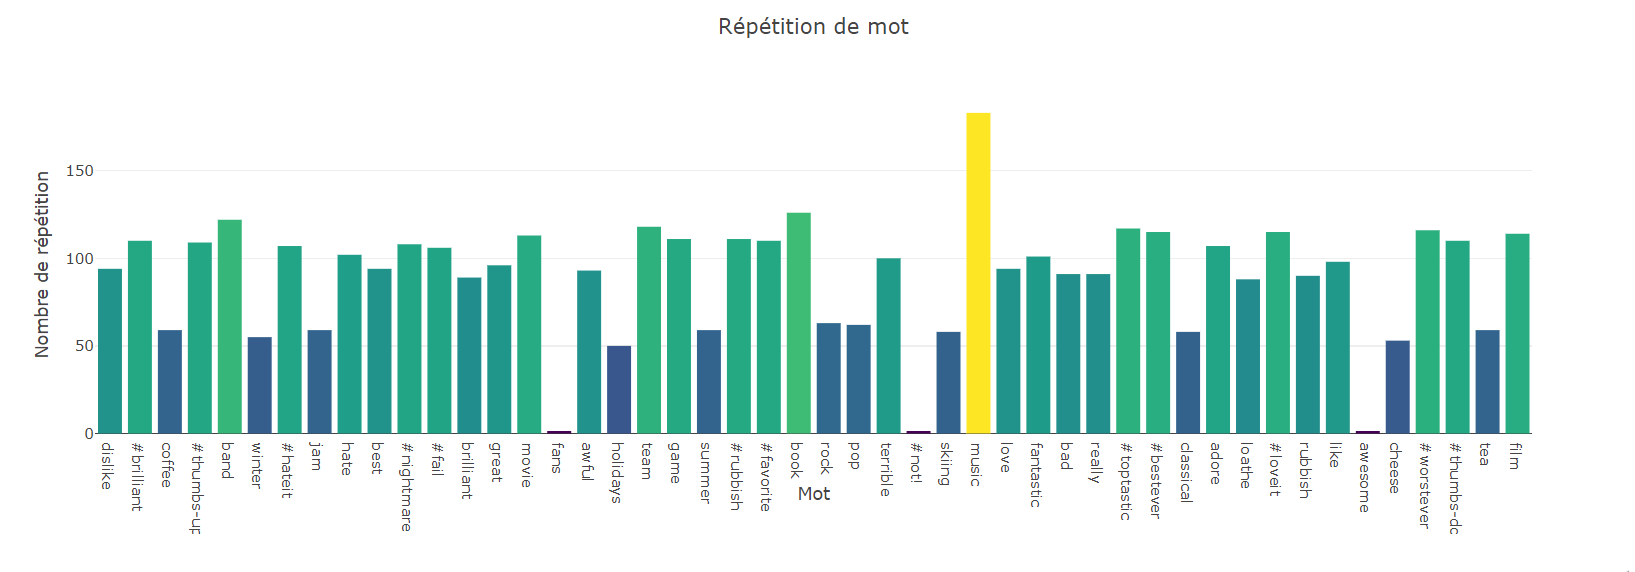 Répétition de mot
Nombre de répétition
150
100
50
0
dislike
#brilliant
coffee
#thumbs-up
band
winter
#hateit
jam
hate
best
#nightmare
#fail
brilliant
great
movie
fans
awful
holidays
team
game
summer
#rubbish
#favorite
book
rock
pop
terrible
#not!
skiing
music
love
fantastic
bad
really
#toptastic
#bestever
classical
adore
loathe
#loveit
rubbish
like
awesome
cheese
#worstever
#thumbs-do
tea
film
Mot